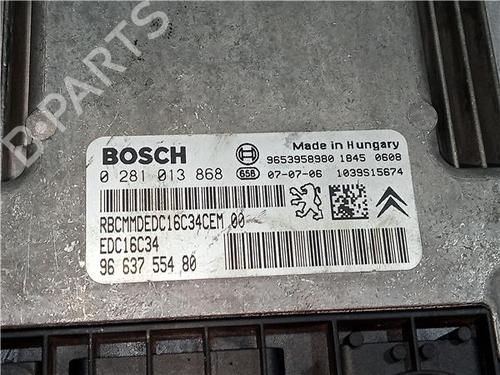 BOSCH
Made in Hungary
9653958980 1845 0608
0 281 013 868
65B
07-07-06 1039S15674
RBCMMDEDC16C34CEM 00
EDC16C34
96 637 554 80
B-PARTS